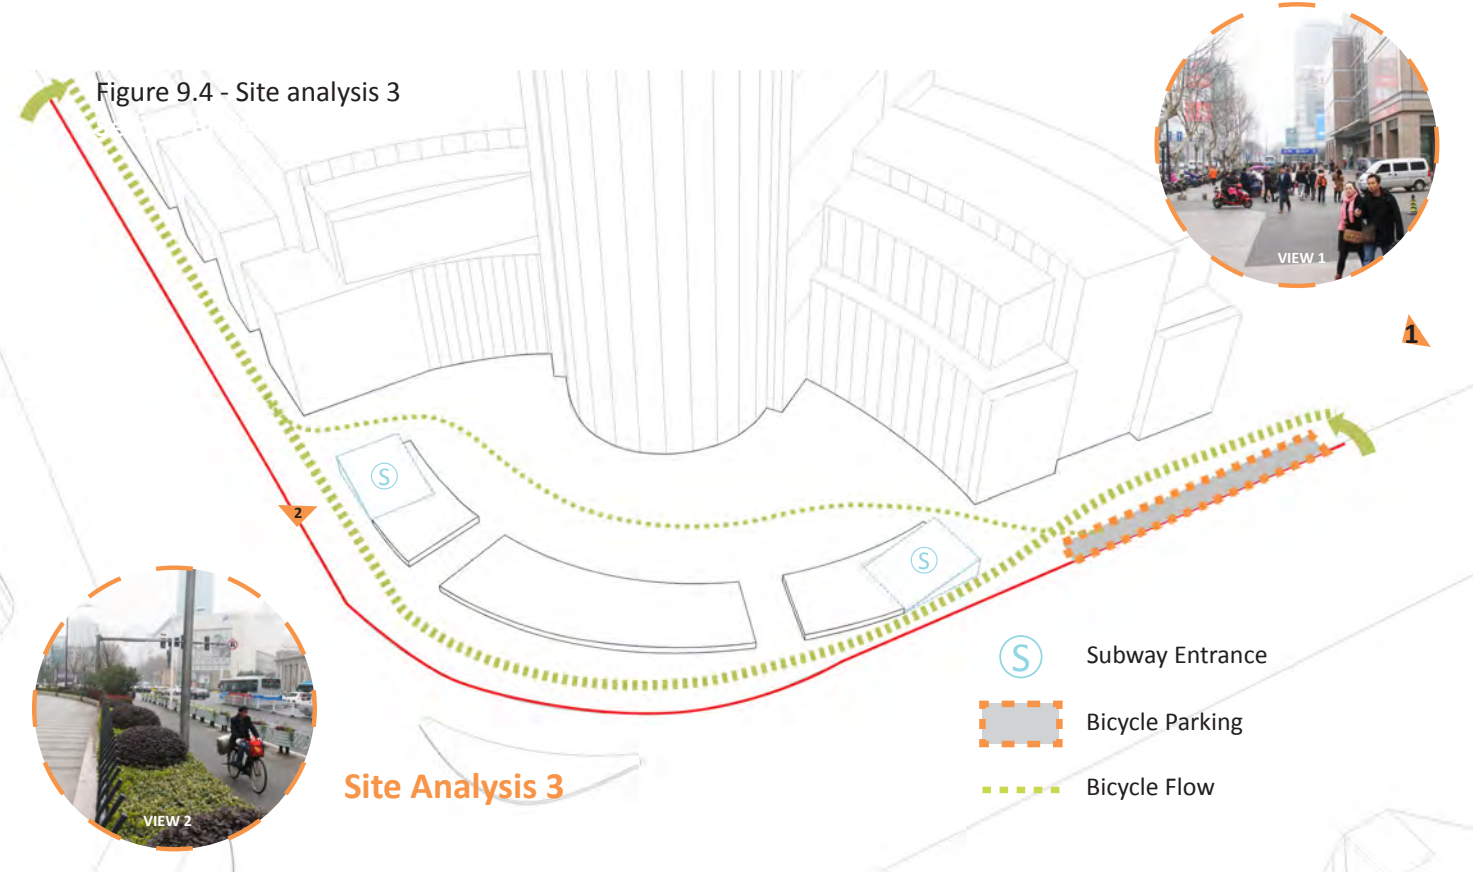 Figure 9.4 - Site analysis 3
VIEW 1
1
S
2
S
S Subway Entrance
Bicycle Parking
Bicycle Flow
Site Analysis 3
VIEW 2